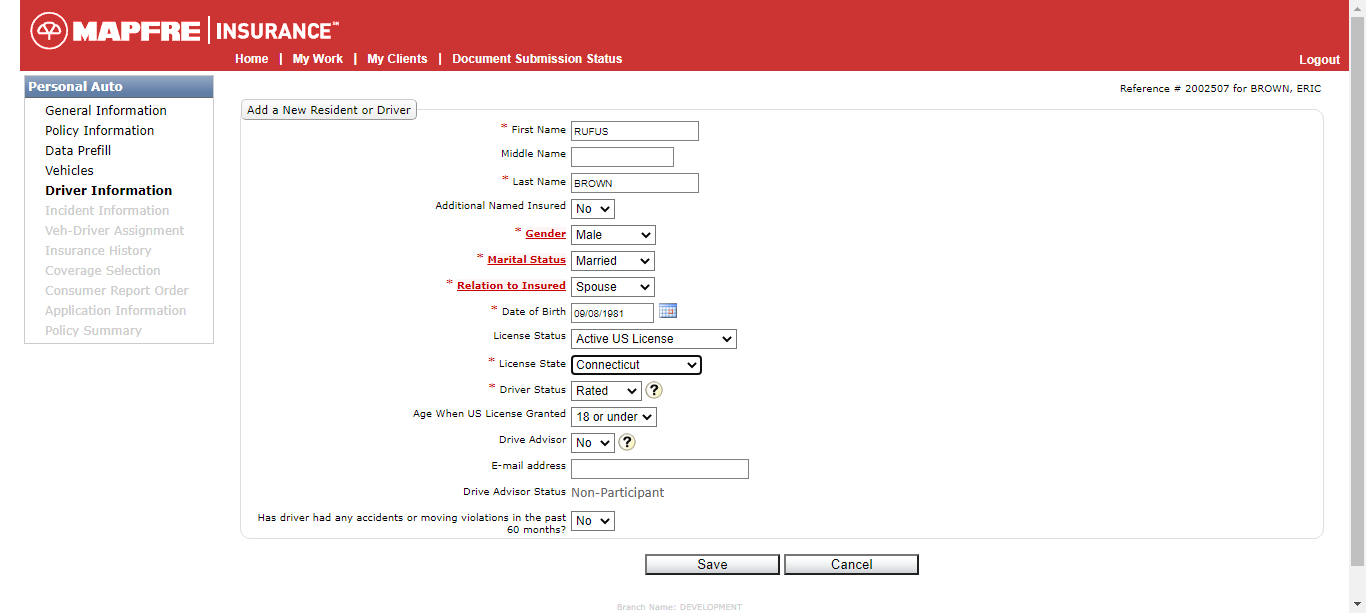 MAPFRE | INSURANCE℠
Home | My Work | My Clients | Document Submission Status
Logout
Personal Auto
General Information
Policy Information
Data Prefill
Vehicles
Driver Information
Incident Information
Veh-Driver Assignment
Insurance History
Coverage Selection
Consumer Report Order
Application Information
Policy Summary
Reference # 2002507 for BROWN, ERIC
Add a New Resident or Driver
* First Name RUFUS
Middle Name
* Last Name BROWN
Additional Named Insured No
* Gender Male
* Marital Status Married
* Relation to Insured Spouse
* Date of Birth 09/08/1981
License Status Active US License
* License State Connecticut
* Driver Status Rated ?
Age When US License Granted 18 or under
Drive Advisor No ?
E-mail address
Drive Advisor Status Non-Participant
Has driver had any accidents or moving violations in the past
60 months? No
Save Cancel
Branch Name: DEVELOPMENT